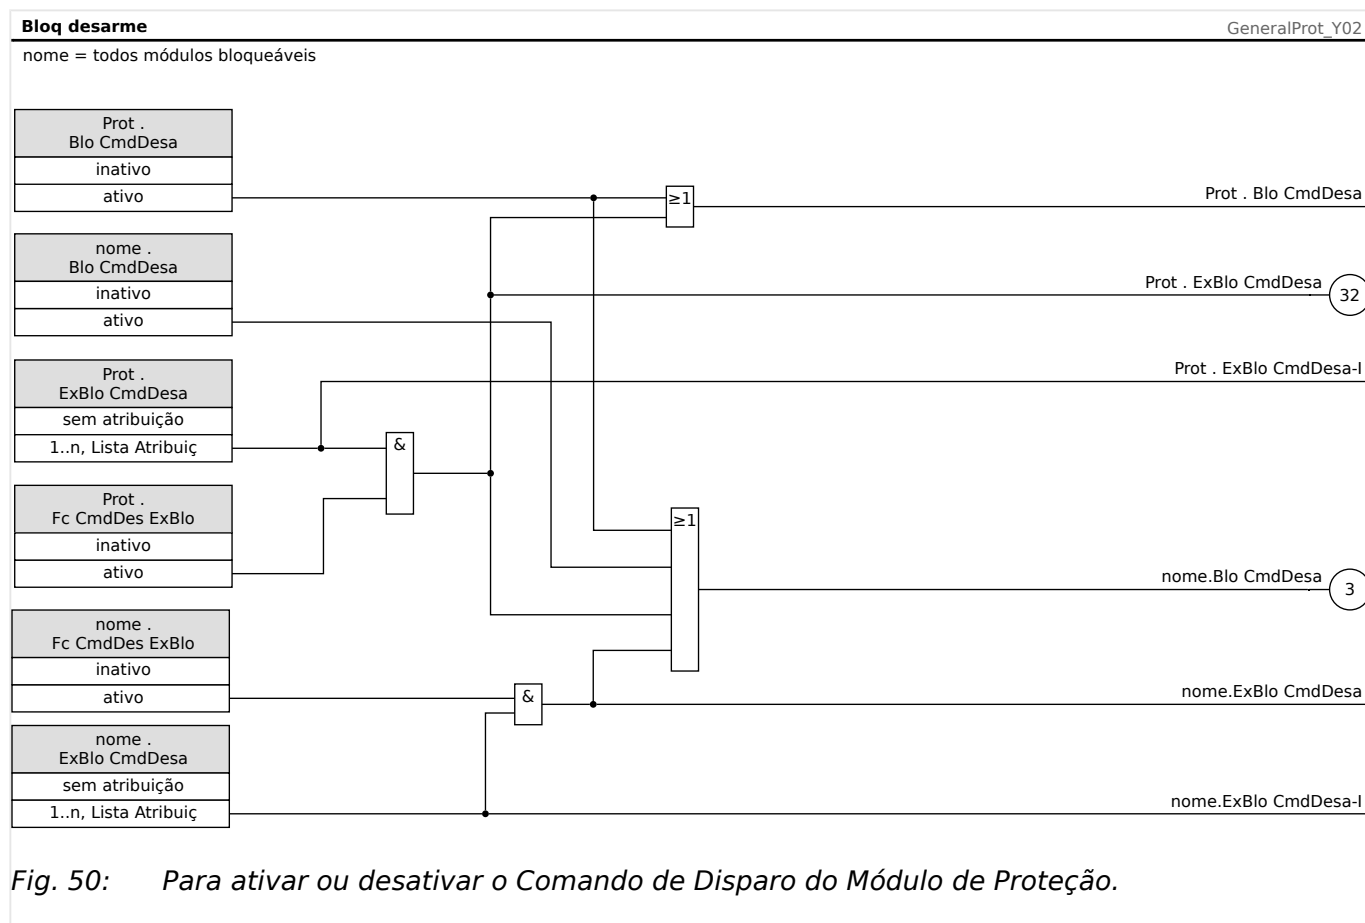 Bloq desarme
GeneralProt_Y02
nome = todos módulos bloqueáveis
Prot .
Blo CmdDesa
inativo
ativo
≥1
Prot . Blo CmdDesa
nome .
Blo CmdDesa
inativo
ativo
Prot . ExBlo CmdDesa
32
Prot .
ExBlo CmdDesa
sem atribuição
1..n, Lista Atribuiç
Prot . ExBlo CmdDesa-I
&
Prot .
Fc CmdDes ExBlo
inativo
ativo
≥1
nome.Blo CmdDesa
3
nome .
Fc CmdDes ExBlo
inativo
ativo
&
nome.ExBlo CmdDesa
nome .
ExBlo CmdDesa
sem atribuição
1..n, Lista Atribuiç
nome.ExBlo CmdDesa-I
Fig. 50: Para ativar ou desativar o Comando de Disparo do Módulo de Proteção.